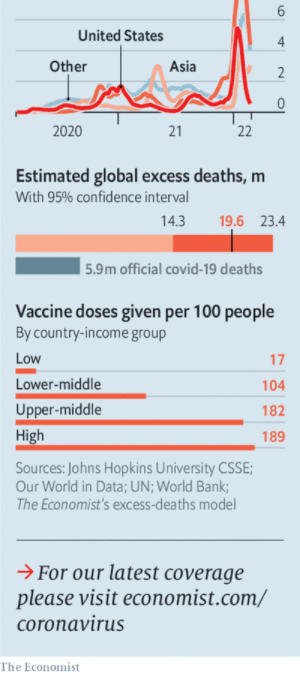 6
United States
4
Other
Asia
2
0
2020
21
22
Estimated global excess deaths, m
With 95% confidence interval
14.3 19.6 23.4
5.9m official covid-19 deaths
Vaccine doses given per 100 people
By country-income group
Low 17
Lower-middle 104
Upper-middle 182
High 189
Sources: Johns Hopkins University CSSE;
Our World in Data; UN; World Bank;
The Economist's excess-deaths model
→ For our latest coverage
please visit economist.com/
coronavirus
The Economist